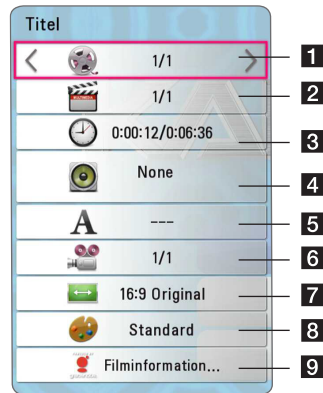 Titel
1/1 1
1/1 2
0:00:12/0:06:36 3
None 4
A --- 5
1/1 6
16:9 Original 7
Standard 8
Filminformation... 9